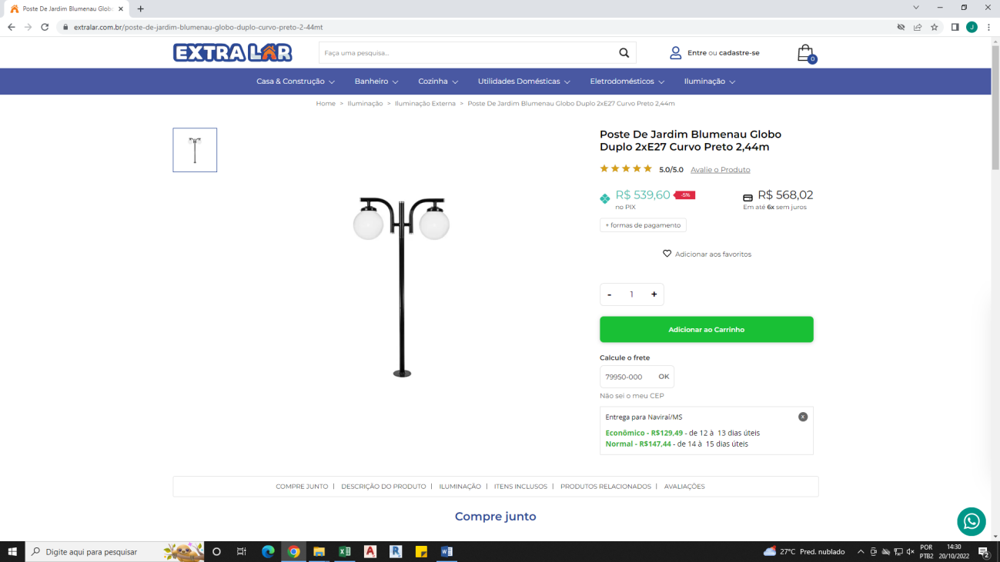 Poste De Jardim Blumenau Glob
extralar.com.br/poste-de-jardim-blumenau-globo-duplo-curvo-preto-2-44mt
J
EXTRA LAR
Faça uma pesquisa...
Entre ou cadastre-se
0
Casa & Construção
Banheiro
Cozinha
Utilidades Domésticas
Eletrodomésticos
Iluminação
Home > Iluminação > Iluminação Externa > Poste De Jardim Blumenau Globo Duplo 2xE27 Curvo Preto 2,44m
Poste De Jardim Blumenau Globo
Duplo 2xE27 Curvo Preto 2,44m
5.0/5.0 Avalie o Produto
R$ 539,60 -5%
no PIX
R$ 568,02
Em até 6x sem juros
+ formas de pagamento
Adicionar aos favoritos
- 1 +
Adicionar ao Carrinho
Calcule o frete
79950-000 OK
Não sei o meu CEP
Entrega para Naviraí/MS
x
Econômico - R$129,49 - de 12 à 13 dias úteis
Normal - R$147,44 - de 14 à 15 dias úteis
COMPRE JUNTO | DESCRIÇÃO DO PRODUTO | ILUMINAÇÃO | ITENS INCLUSOS | PRODUTOS RELACIONADOS | AVALIAÇÕES
Compre junto
Digite aqui para pesquisar
27°C Pred. nublado
POR
PTB2
14:30
20/10/2022
2